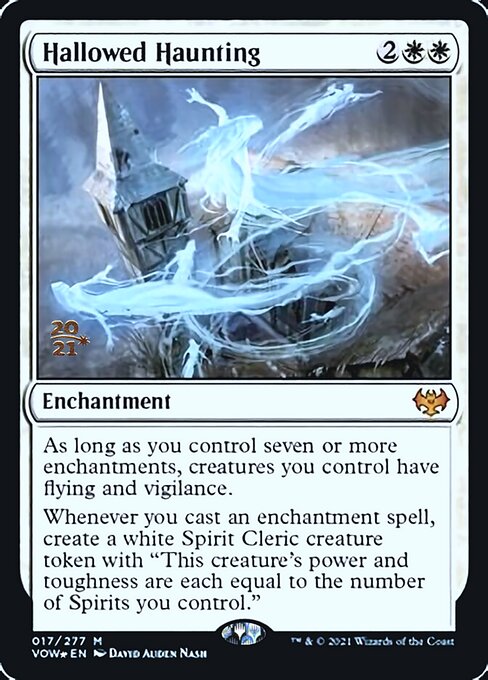 Hallowed Haunting 2
20
21*
Enchantment
As long as you control seven or more
enchantments, creatures you control have
flying and vigilance.
Whenever you cast an enchantment spell,
create a white Spirit Cleric creature
token with “This creature’s power and
toughness are each equal to the number
of Spirits you control.”
017/277 M
VOW★EN David Auden Nash
™ & © 2021 Wizards of the Coast